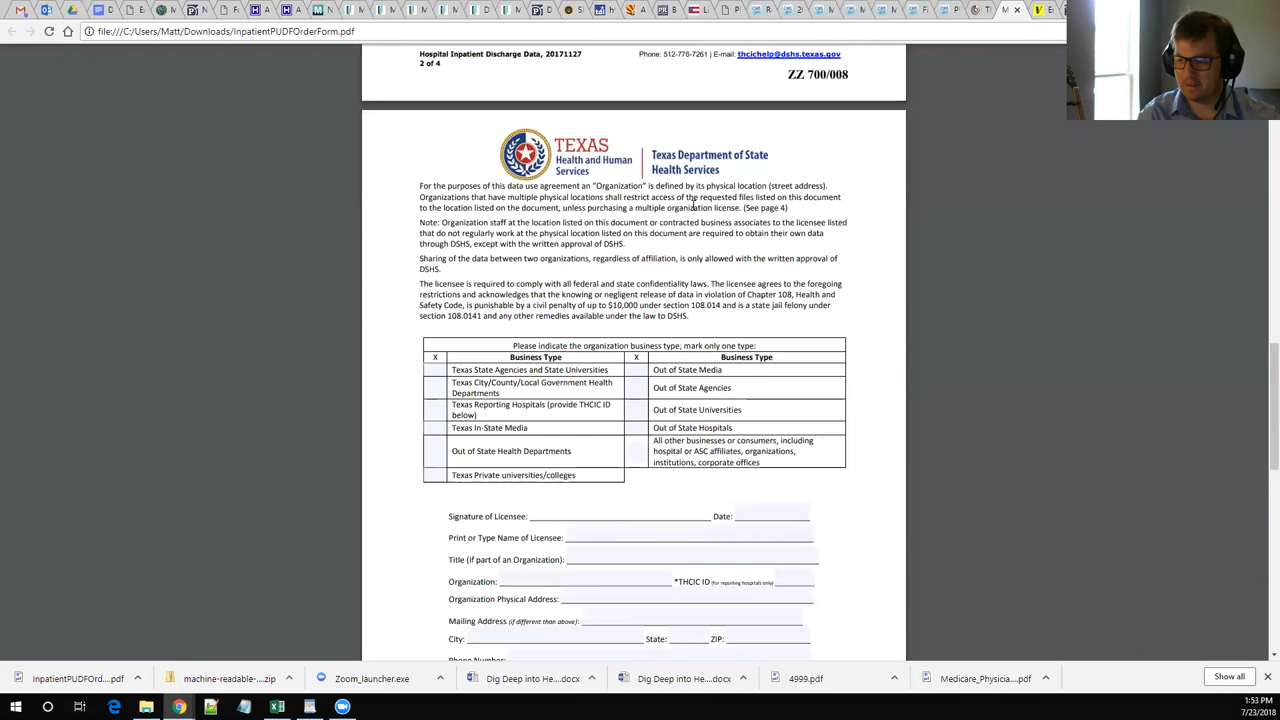 file:///C:/Users/Matt/Downloads/InpatientPUDFOrderForm.pdf
Hospital Inpatient Discharge Data, 20171127
Phone: 512-776-7261 | E-mail: thcichelp@dshs.texas.gov
2 of 4
ZZ 700/008
TEXAS
Health and Human
Services
Texas Department of State
Health Services
For the purposes of this data use agreement an “Organization” is defined by its physical location (street address).
Organizations that have multiple physical locations shall restrict access of the requested files listed on this document
to the location listed on the document, unless purchasing a multiple organization license. (See page 4)
Note: Organization staff at the location listed on this document or contracted business associates to the licensee listed
that do not regularly work at the physical location listed on this document are required to obtain their own data
through DSHS, except with the written approval of DSHS.
Sharing of the data between two organizations, regardless of affiliation, is only allowed with the written approval of
DSHS.
The licensee is required to comply with all federal and state confidentiality laws. The licensee agrees to the foregoing
restrictions and acknowledges that the knowing or negligent release of data in violation of Chapter 108, Health and
Safety Code, is punishable by a civil penalty of up to $10,000 under section 108.014 and is a state jail felony under
section 108.0141 and any other remedies available under the law to DSHS.
Please indicate the organization business type; mark only one type:
X Business Type X Business Type
Texas State Agencies and State Universities
Out of State Media
Texas City/County/Local Government Health
Departments
Out of State Agencies
Texas Reporting Hospitals (provide THCIC ID
below)
Out of State Universities
Texas In-State Media
Out of State Hospitals
Out of State Health Departments
All other businesses or consumers, including
hospital or ASC affiliates, organizations,
institutions, corporate offices
Texas Private universities/colleges
Signature of Licensee: Date:
Print or Type Name of Licensee:
Title (if part of an Organization):
Organization: *THCIC ID (for reporting hospitals only)
Organization Physical Address:
Mailing Address (if different than above):
City: State: ZIP:
Phone Number:
InpatientPUDFOrd....pdf
machine-readable-....zip
Zoom_launcher.exe
Dig Deep into He....docx
Dig Deep into He....docx
4999.pdf
Medicare_Physicia....pdf
Show all
1:53 PM
7/23/2018